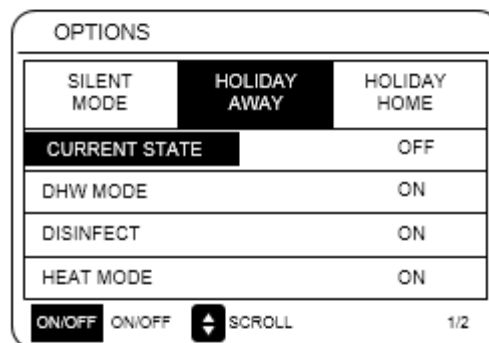 OPTIONS
SILENT MODE HOLIDAY AWAY HOLIDAY HOME
CURRENT STATE OFF
DHW MODE ON
DISINFECT ON
HEAT MODE ON
ON/OFF ON/OFF SCROLL 1/2